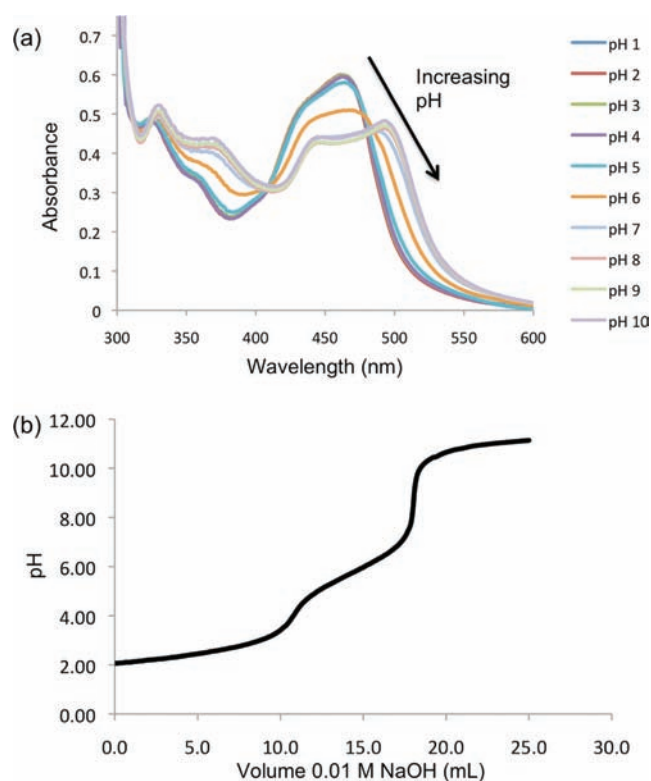 (a)
0.7
0.6
0.5
0.4
0.3
0.2
0.1
0
Absorbance
300
350
400
450
500
550
600
Wavelength (nm)
Increasing
pH
pH 1
pH 2
pH 3
pH 4
pH 5
pH 6
pH 7
pH 8
pH 9
pH 10
(b)
12.00
10.00
8.00
6.00
4.00
2.00
0.00
pH
0.0
5.0
10.0
15.0
20.0
25.0
30.0
Volume 0.01 M NaOH (mL)